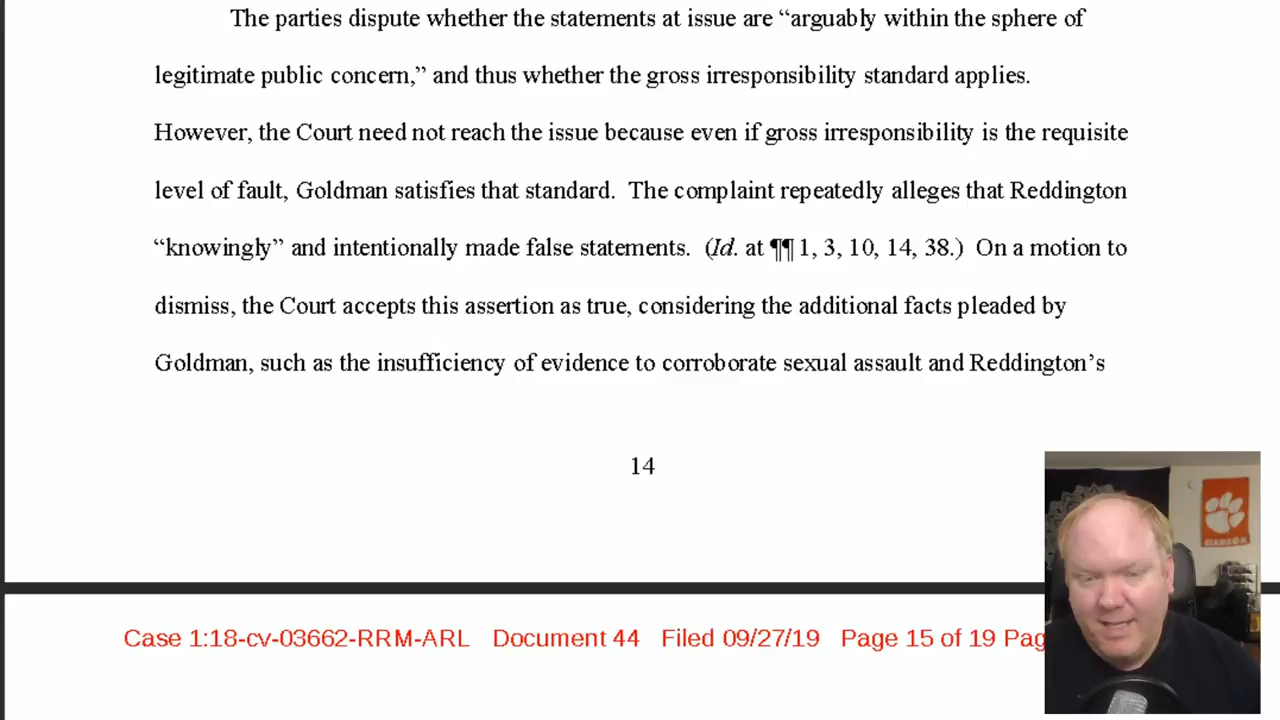 The parties dispute whether the statements at issue are “arguably within the sphere of
legitimate public concern,” and thus whether the gross irresponsibility standard applies.
However, the Court need not reach the issue because even if gross irresponsibility is the requisite
level of fault, Goldman satisfies that standard.  The complaint repeatedly alleges that Reddington
“knowingly” and intentionally made false statements.  (Id. at ¶¶ 1, 3, 10, 14, 38.)  On a motion to
dismiss, the Court accepts this assertion as true, considering the additional facts pleaded by
Goldman, such as the insufficiency of evidence to corroborate sexual assault and Reddington’s
14
Case 1:18-cv-03662-RRM-ARL   Document 44   Filed 09/27/19   Page 15 of 19 Pag